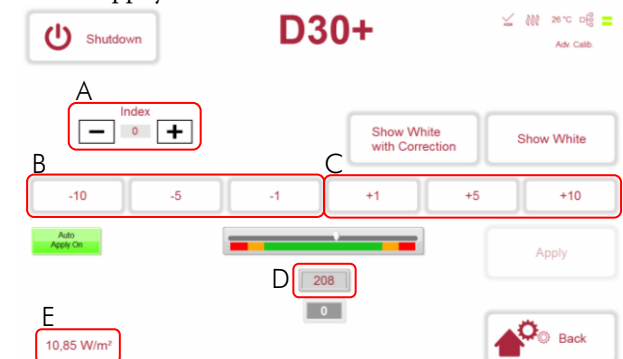 Shutdown
D30+
26 °C
Adv. Calib.
A
Index
0
Show White
with Correction
Show White
B
C
-10
-5
-1
+1
+5
+10
Auto
Apply On
Apply
D
208
0
E
10,85 W/m²
Back